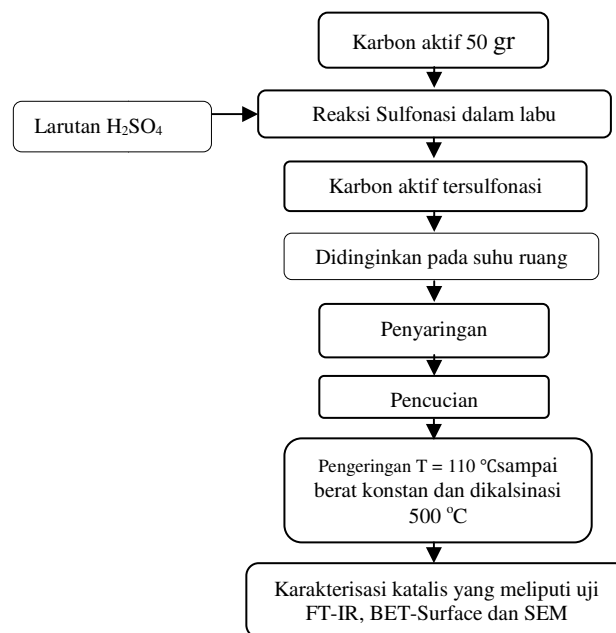 Karbon aktif 50 gr
Larutan H₂SO₄
Reaksi Sulfonasi dalam labu
Karbon aktif tersulfonasi
Didinginkan pada suhu ruang
Penyaringan
Pencucian
Pengeringan T = 110 °Csampai
berat konstan dan dikalsinasi
500 °C
Karakterisasi katalis yang meliputi uji
FT-IR, BET-Surface dan SEM